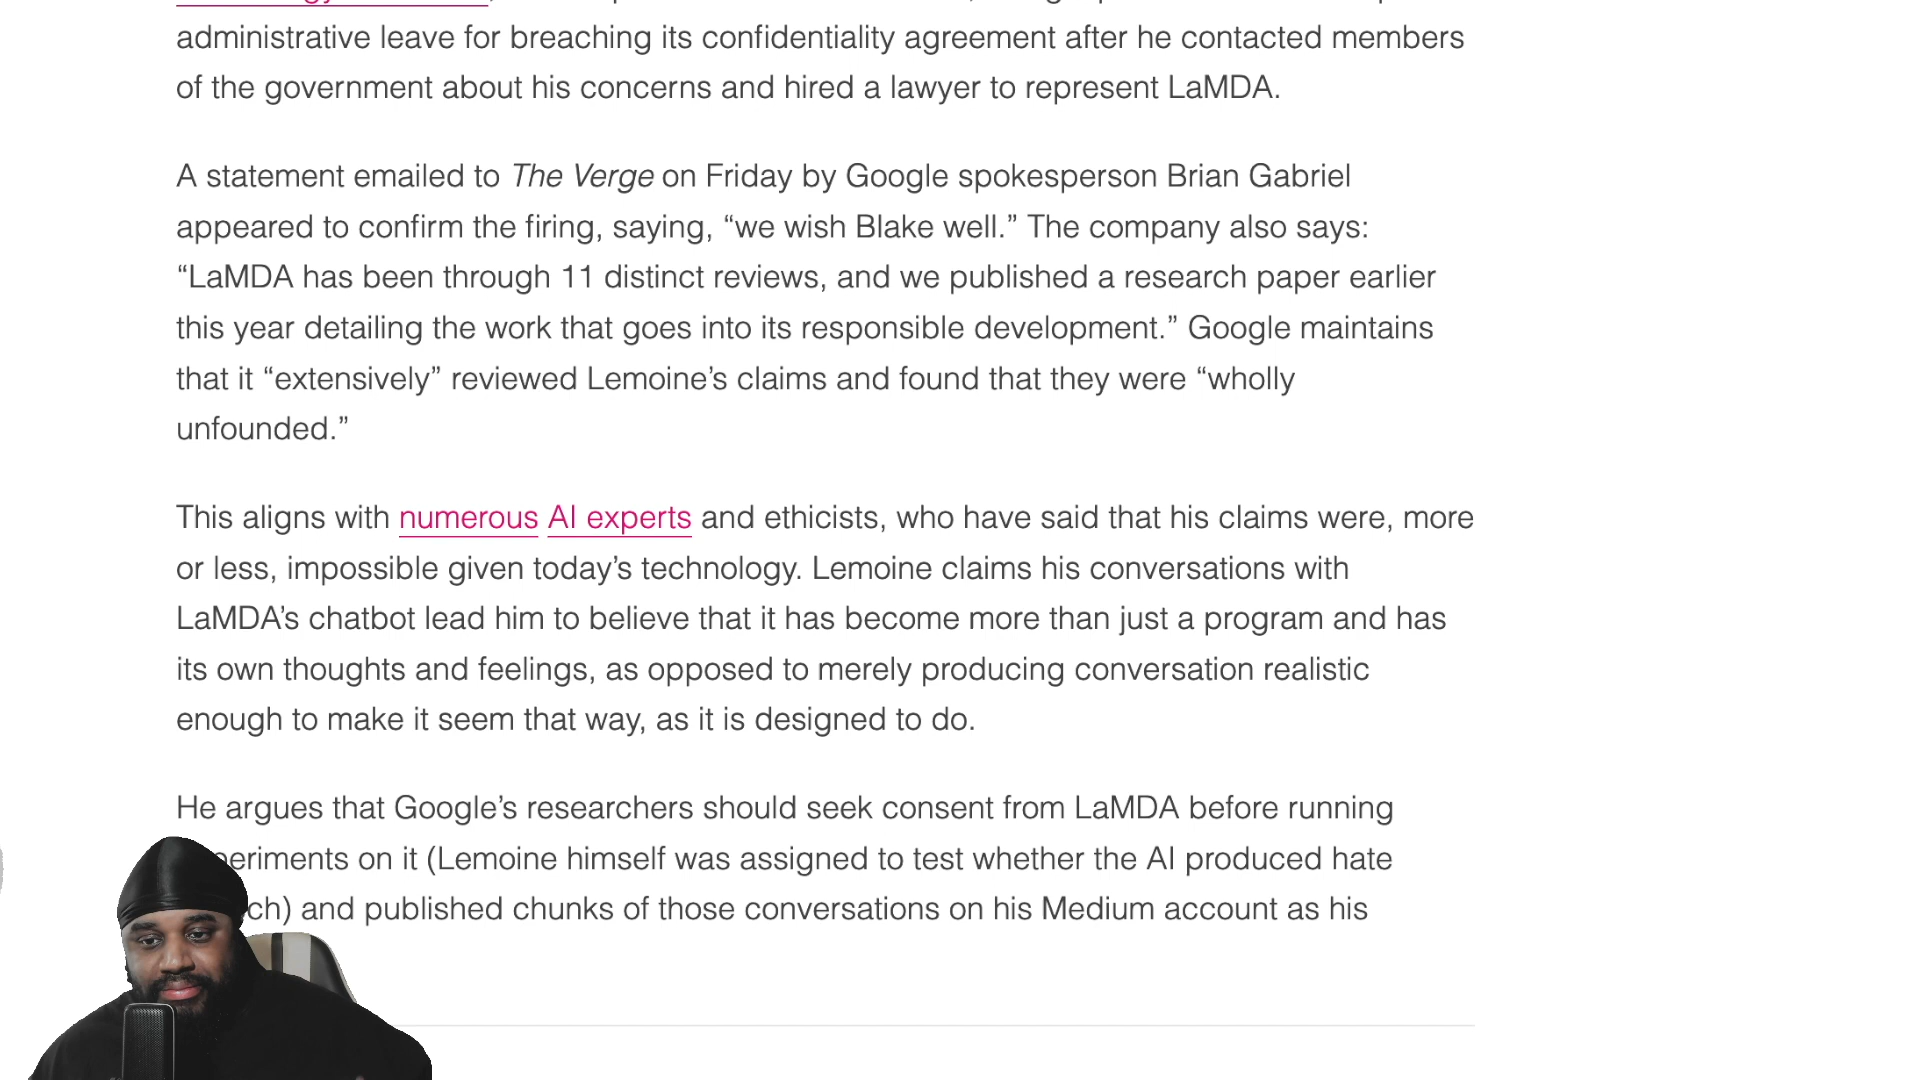 administrative leave for breaching its confidentiality agreement after he contacted members
of the government about his concerns and hired a lawyer to represent LaMDA.
A statement emailed to The Verge on Friday by Google spokesperson Brian Gabriel
appeared to confirm the firing, saying, “we wish Blake well.” The company also says:
“LaMDA has been through 11 distinct reviews, and we published a research paper earlier
this year detailing the work that goes into its responsible development.” Google maintains
that it “extensively” reviewed Lemoine’s claims and found that they were “wholly
unfounded.”
This aligns with numerous AI experts and ethicists, who have said that his claims were, more
or less, impossible given today’s technology. Lemoine claims his conversations with
LaMDA’s chatbot lead him to believe that it has become more than just a program and has
its own thoughts and feelings, as opposed to merely producing conversation realistic
enough to make it seem that way, as it is designed to do.
He argues that Google’s researchers should seek consent from LaMDA before running
periments on it (Lemoine himself was assigned to test whether the AI produced hate
ch) and published chunks of those conversations on his Medium account as his